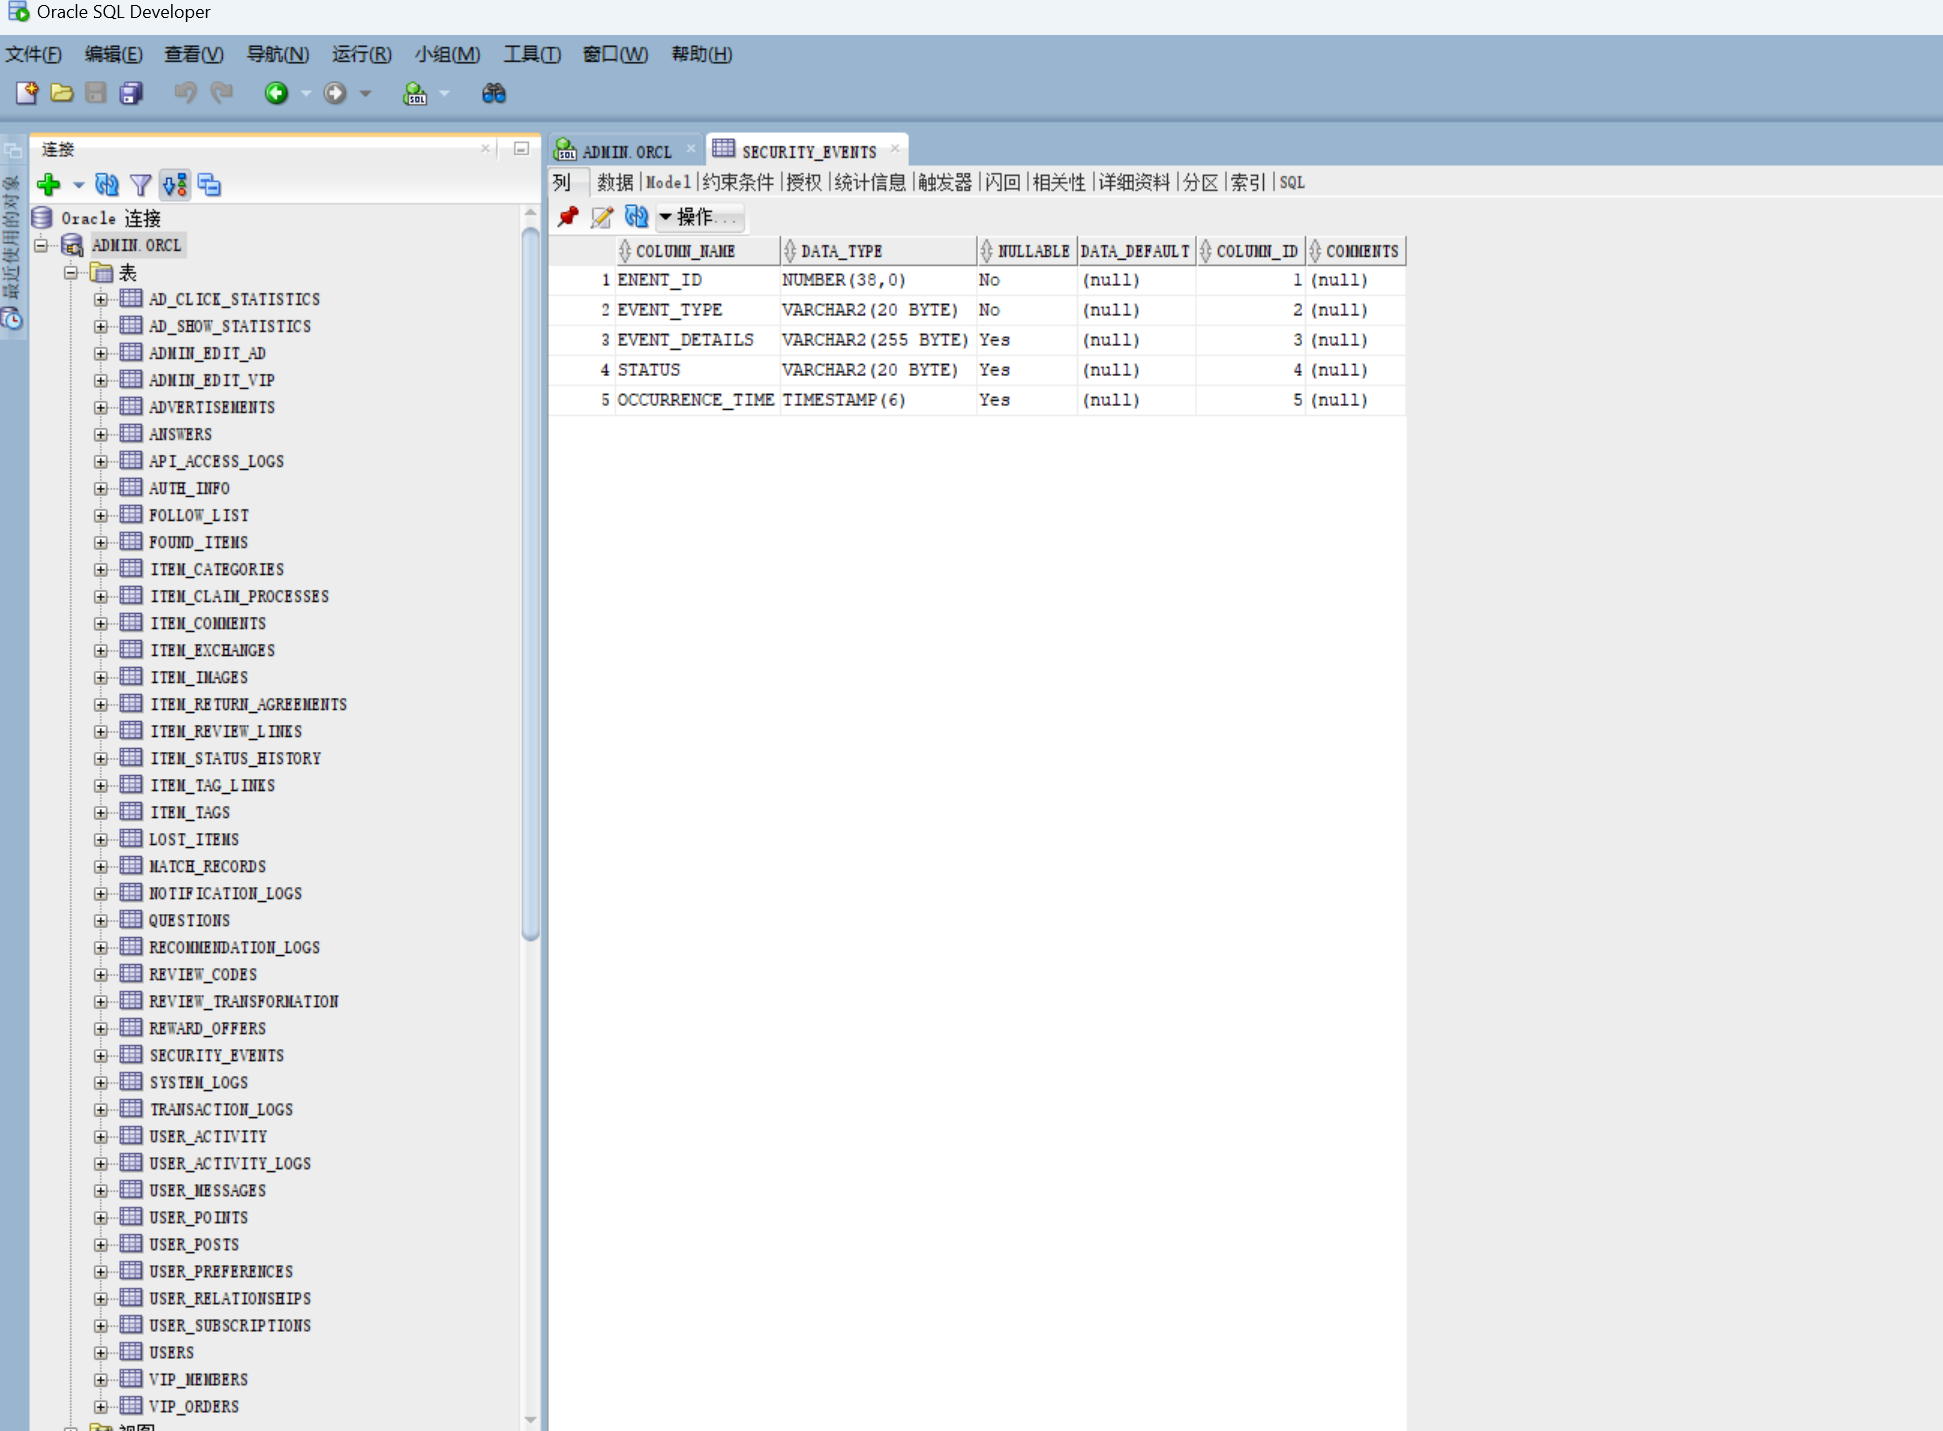 Oracle SQL Developer
文件(F) 编辑(E) 查看(V) 导航(N) 运行(R) 小组(M) 工具(T) 窗口(W) 帮助(H)
最近使用的对象
连接
Oracle 连接
ADMIN.ORCL
表
AD_CLICK_STATISTICS
AD_SHOW_STATISTICS
ADMIN_EDIT_AD
ADMIN_EDIT_VIP
ADVERTISEMENTS
ANSWERS
API_ACCESS_LOGS
AUTH_INFO
FOLLOW_LIST
FOUND_ITEMS
ITEM_CATEGORIES
ITEM_CLAIM_PROCESSES
ITEM_COMMENTS
ITEM_EXCHANGES
ITEM_IMAGES
ITEM_RETURN_AGREEMENTS
ITEM_REVIEW_LINKS
ITEM_STATUS_HISTORY
ITEM_TAG_LINKS
ITEM_TAGS
LOST_ITEMS
MATCH_RECORDS
NOTIFICATION_LOGS
QUESTIONS
RECOMMENDATION_LOGS
REVIEW_CODES
REVIEW_TRANSFORMATION
REWARD_OFFERS
SECURITY_EVENTS
SYSTEM_LOGS
TRANSACTION_LOGS
USER_ACTIVITY
USER_ACTIVITY_LOGS
USER_MESSAGES
USER_POINTS
USER_POSTS
USER_PREFERENCES
USER_RELATIONSHIPS
USER_SUBSCRIPTIONS
USERS
VIP_MEMBERS
VIP_ORDERS
视图
ADMIN.ORCL SECURITY_EVENTS
列 数据 Model 约束条件 授权 统计信息 触发器 闪回 相关性 详细资料 分区 索引 SQL
SQL
操作...
COLUMN_NAME DATA_TYPE NULLABLE DATA_DEFAULT COLUMN_ID COMMENTS
1 ENENT_ID NUMBER(38,0) No (null) 1 (null)
2 EVENT_TYPE VARCHAR2(20 BYTE) No (null) 2 (null)
3 EVENT_DETAILS VARCHAR2(255 BYTE) Yes (null) 3 (null)
4 STATUS VARCHAR2(20 BYTE) Yes (null) 4 (null)
5 OCCURRENCE_TIME TIMESTAMP(6) Yes (null) 5 (null)